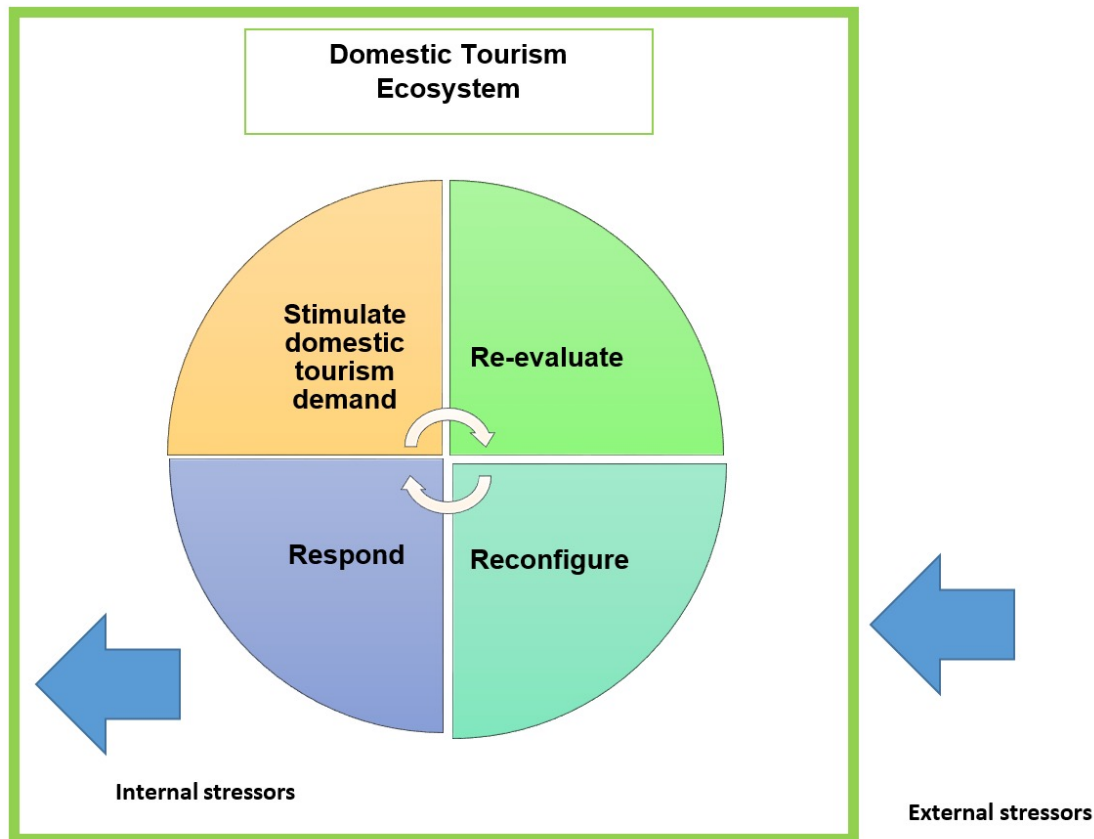 Domestic Tourism
Ecosystem
Stimulate
domestic
tourism
demand
Re-evaluate
Respond
Reconfigure
Internal stressors
External stressors